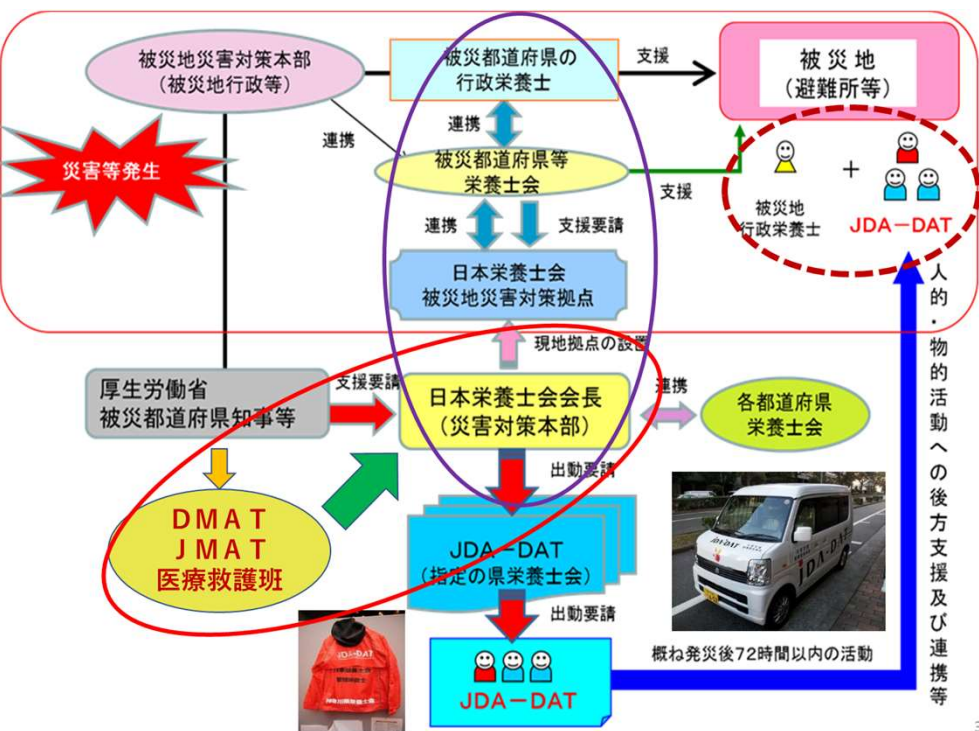 被災地災害対策本部
（被災地行政等）
被災都道府県の
行政栄養士
支援
被 災 地
（避難所等）
災害等発生
連携
連携
被災都道府県等
栄養士会
支援
被災地
行政栄養士
＋
JDA－DAT
連携
支援要請
日本栄養士会
被災地災害対策拠点
現地拠点の設置
厚生労働省
被災都道府県知事等
支援要請
日本栄養士会会長
（災害対策本部）
連携
各都道府県
栄養士会
出動要請
DMAT
JMAT
医療救護班
JDA－DAT
（指定の県栄養士会）
出動要請
JDA-DAT
JDA-DAT
JDA-DAT
概ね発災後72時間以内の活動
JDA－DAT
人的・物的活動への後方支援及び連携等